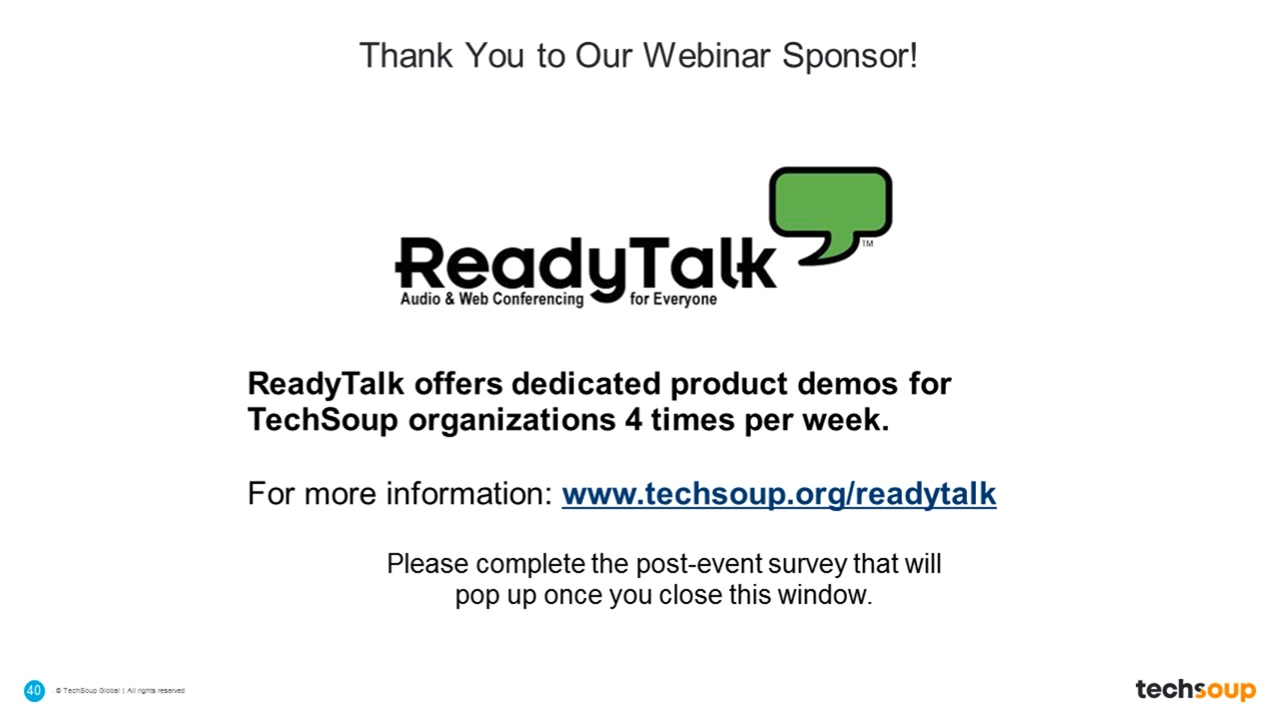 Thank You to Our Webinar Sponsor!
ReadyTalk
TM
Audio & Web Conferencing for Everyone
ReadyTalk offers dedicated product demos for
TechSoup organizations 4 times per week.
For more information: www.techsoup.org/readytalk
Please complete the post-event survey that will
pop up once you close this window.
40 . © TechSoup Global | All rights reserved
techsoup